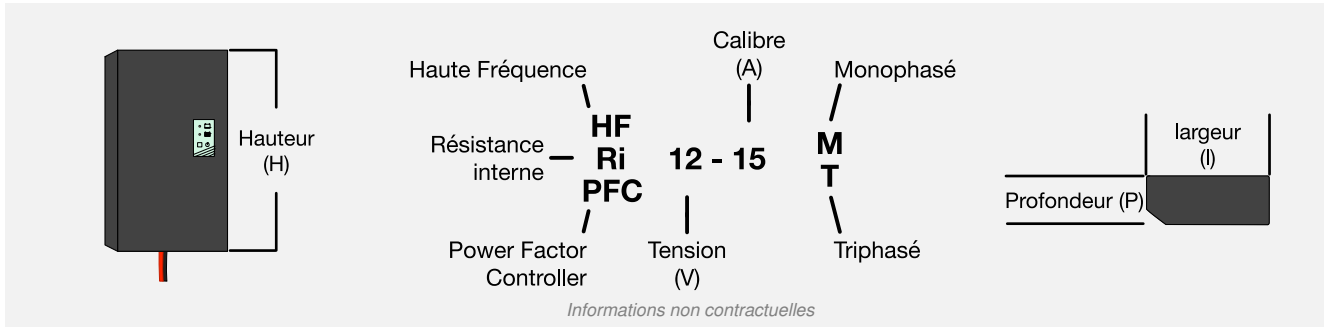 Hauteur
(H)
Haute Fréquence
Résistance
interne
Power Factor
Controller
HF
Ri
PFC
Calibre
(A)
12 - 15
Tension
(V)
Monophasé
M
T
Triphasé
largeur
(l)
Profondeur (P)
Informations non contractuelles